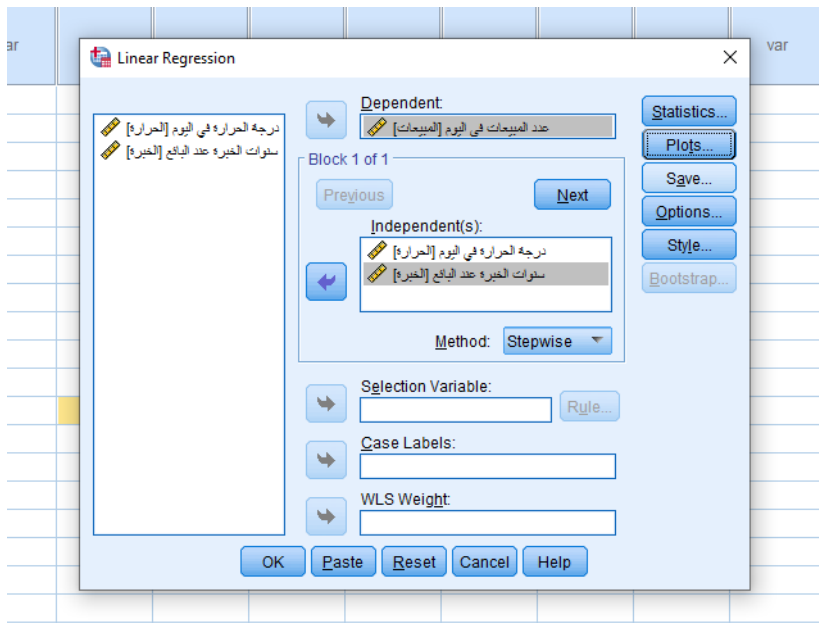 ar
var
Linear Regression
درجة الحرارة في اليوم [الحرارة]
سنوات الخبرة عند البائع [الخبرة]
Dependent:
عدد المبيعات في اليوم [المبيعات]
Block 1 of 1
Previous
Next
Independent(s):
درجة الحرارة في اليوم [الحرارة]
سنوات الخبرة عند البائع [الخبرة]
Method:
Stepwise
Selection Variable:
Rule...
Case Labels:
WLS Weight:
Statistics...
Plots...
Save...
Options...
Style...
Bootstrap...
OK
Paste
Reset
Cancel
Help